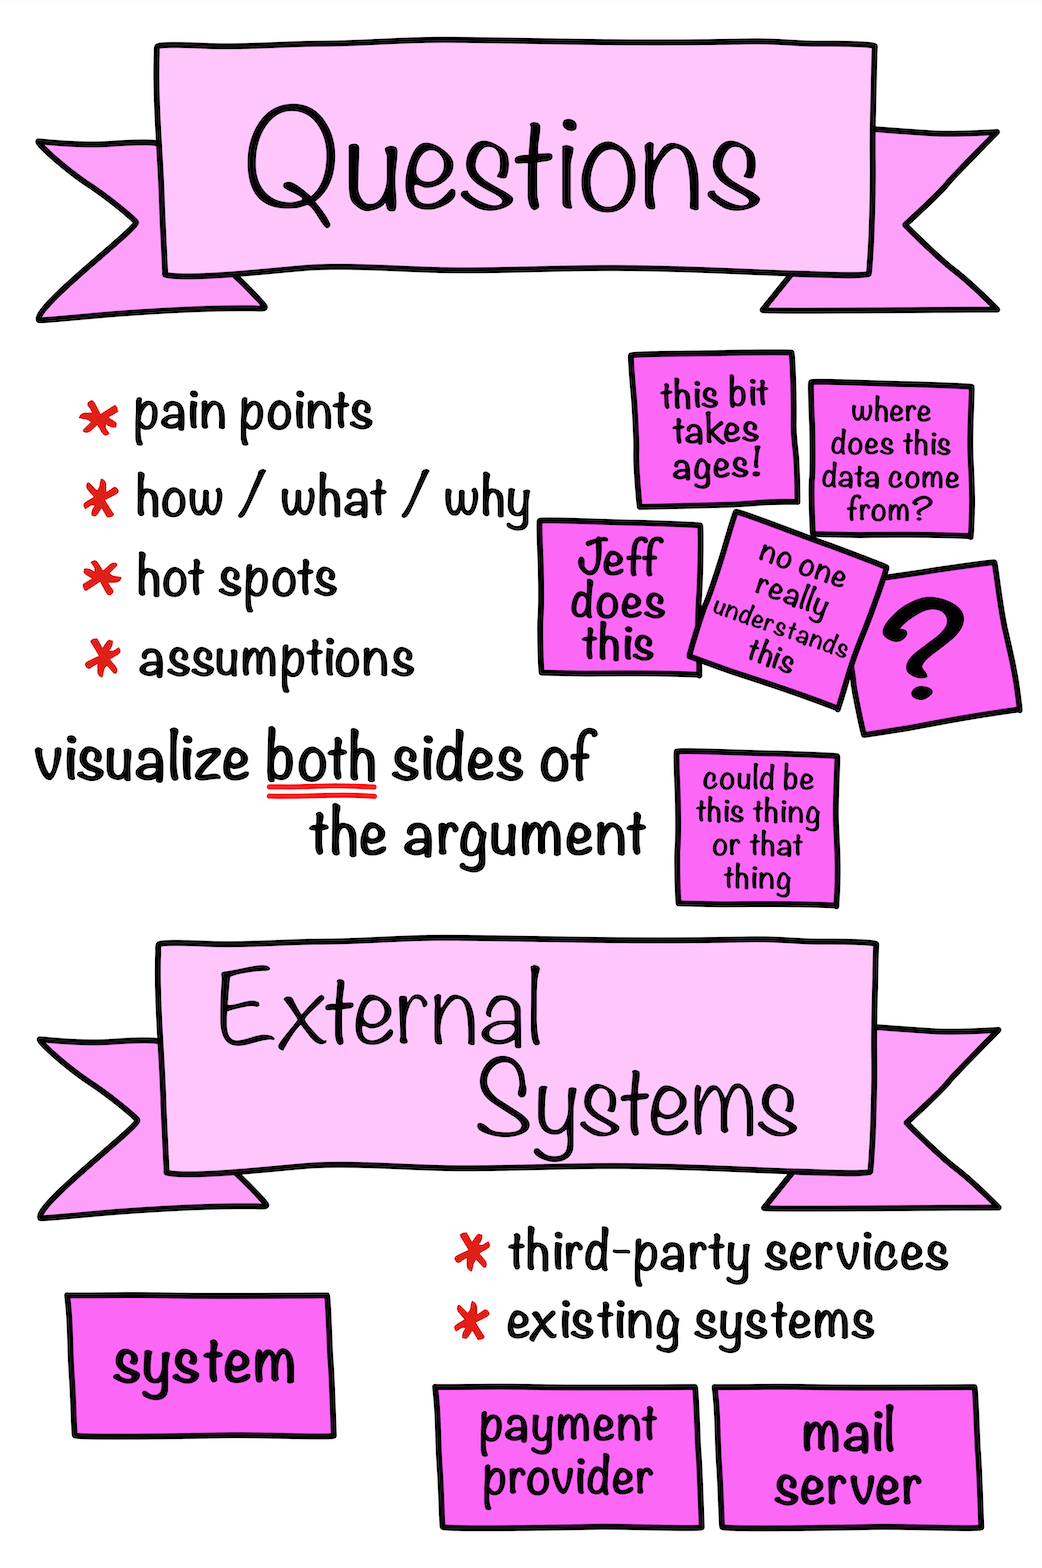 Questions
* pain points
* how / what / why
* hot spots
* assumptions
this bit
takes
ages!
where
does this
data come
from?
Jeff
does
this
no one
really
understands
this
?
visualize both sides of
the argument
could be
this thing
or that
thing
External
Systems
* third-party services
* existing systems
system
payment
provider
mail
server